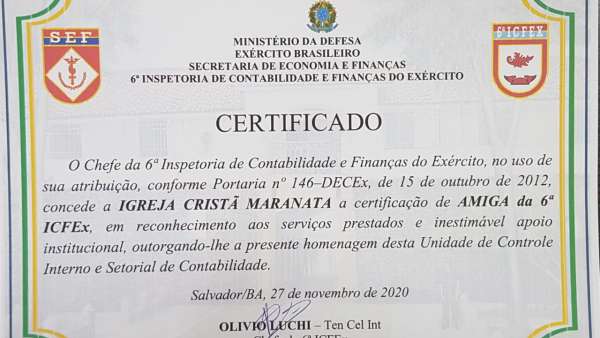 SEF
6ªICFEX
MINISTÉRIO DA DEFESA
EXÉRCITO BRASILEIRO
SECRETARIA DE ECONOMIA E FINANÇAS
6ª INSPETORIA DE CONTABILIDADE E FINANÇAS DO EXÉRCITO
CERTIFICADO
O Chefe da 6ª Inspetoria de Contabilidade e Finanças do Exército, no uso de
sua atribuição, conforme Portaria nº 146–DECEx, de 15 de outubro de 2012,
concede a IGREJA CRISTÃ MARANATA a certificação de AMIGA da 6ª
ICFEx, em reconhecimento aos serviços prestados e inestimável apoio
institucional, outorgando-lhe a presente homenagem desta Unidade de Controle
Interno e Setorial de Contabilidade.
Salvador/BA, 27 de novembro de 2020
OLIVIO LUCHI – Ten Cel Int